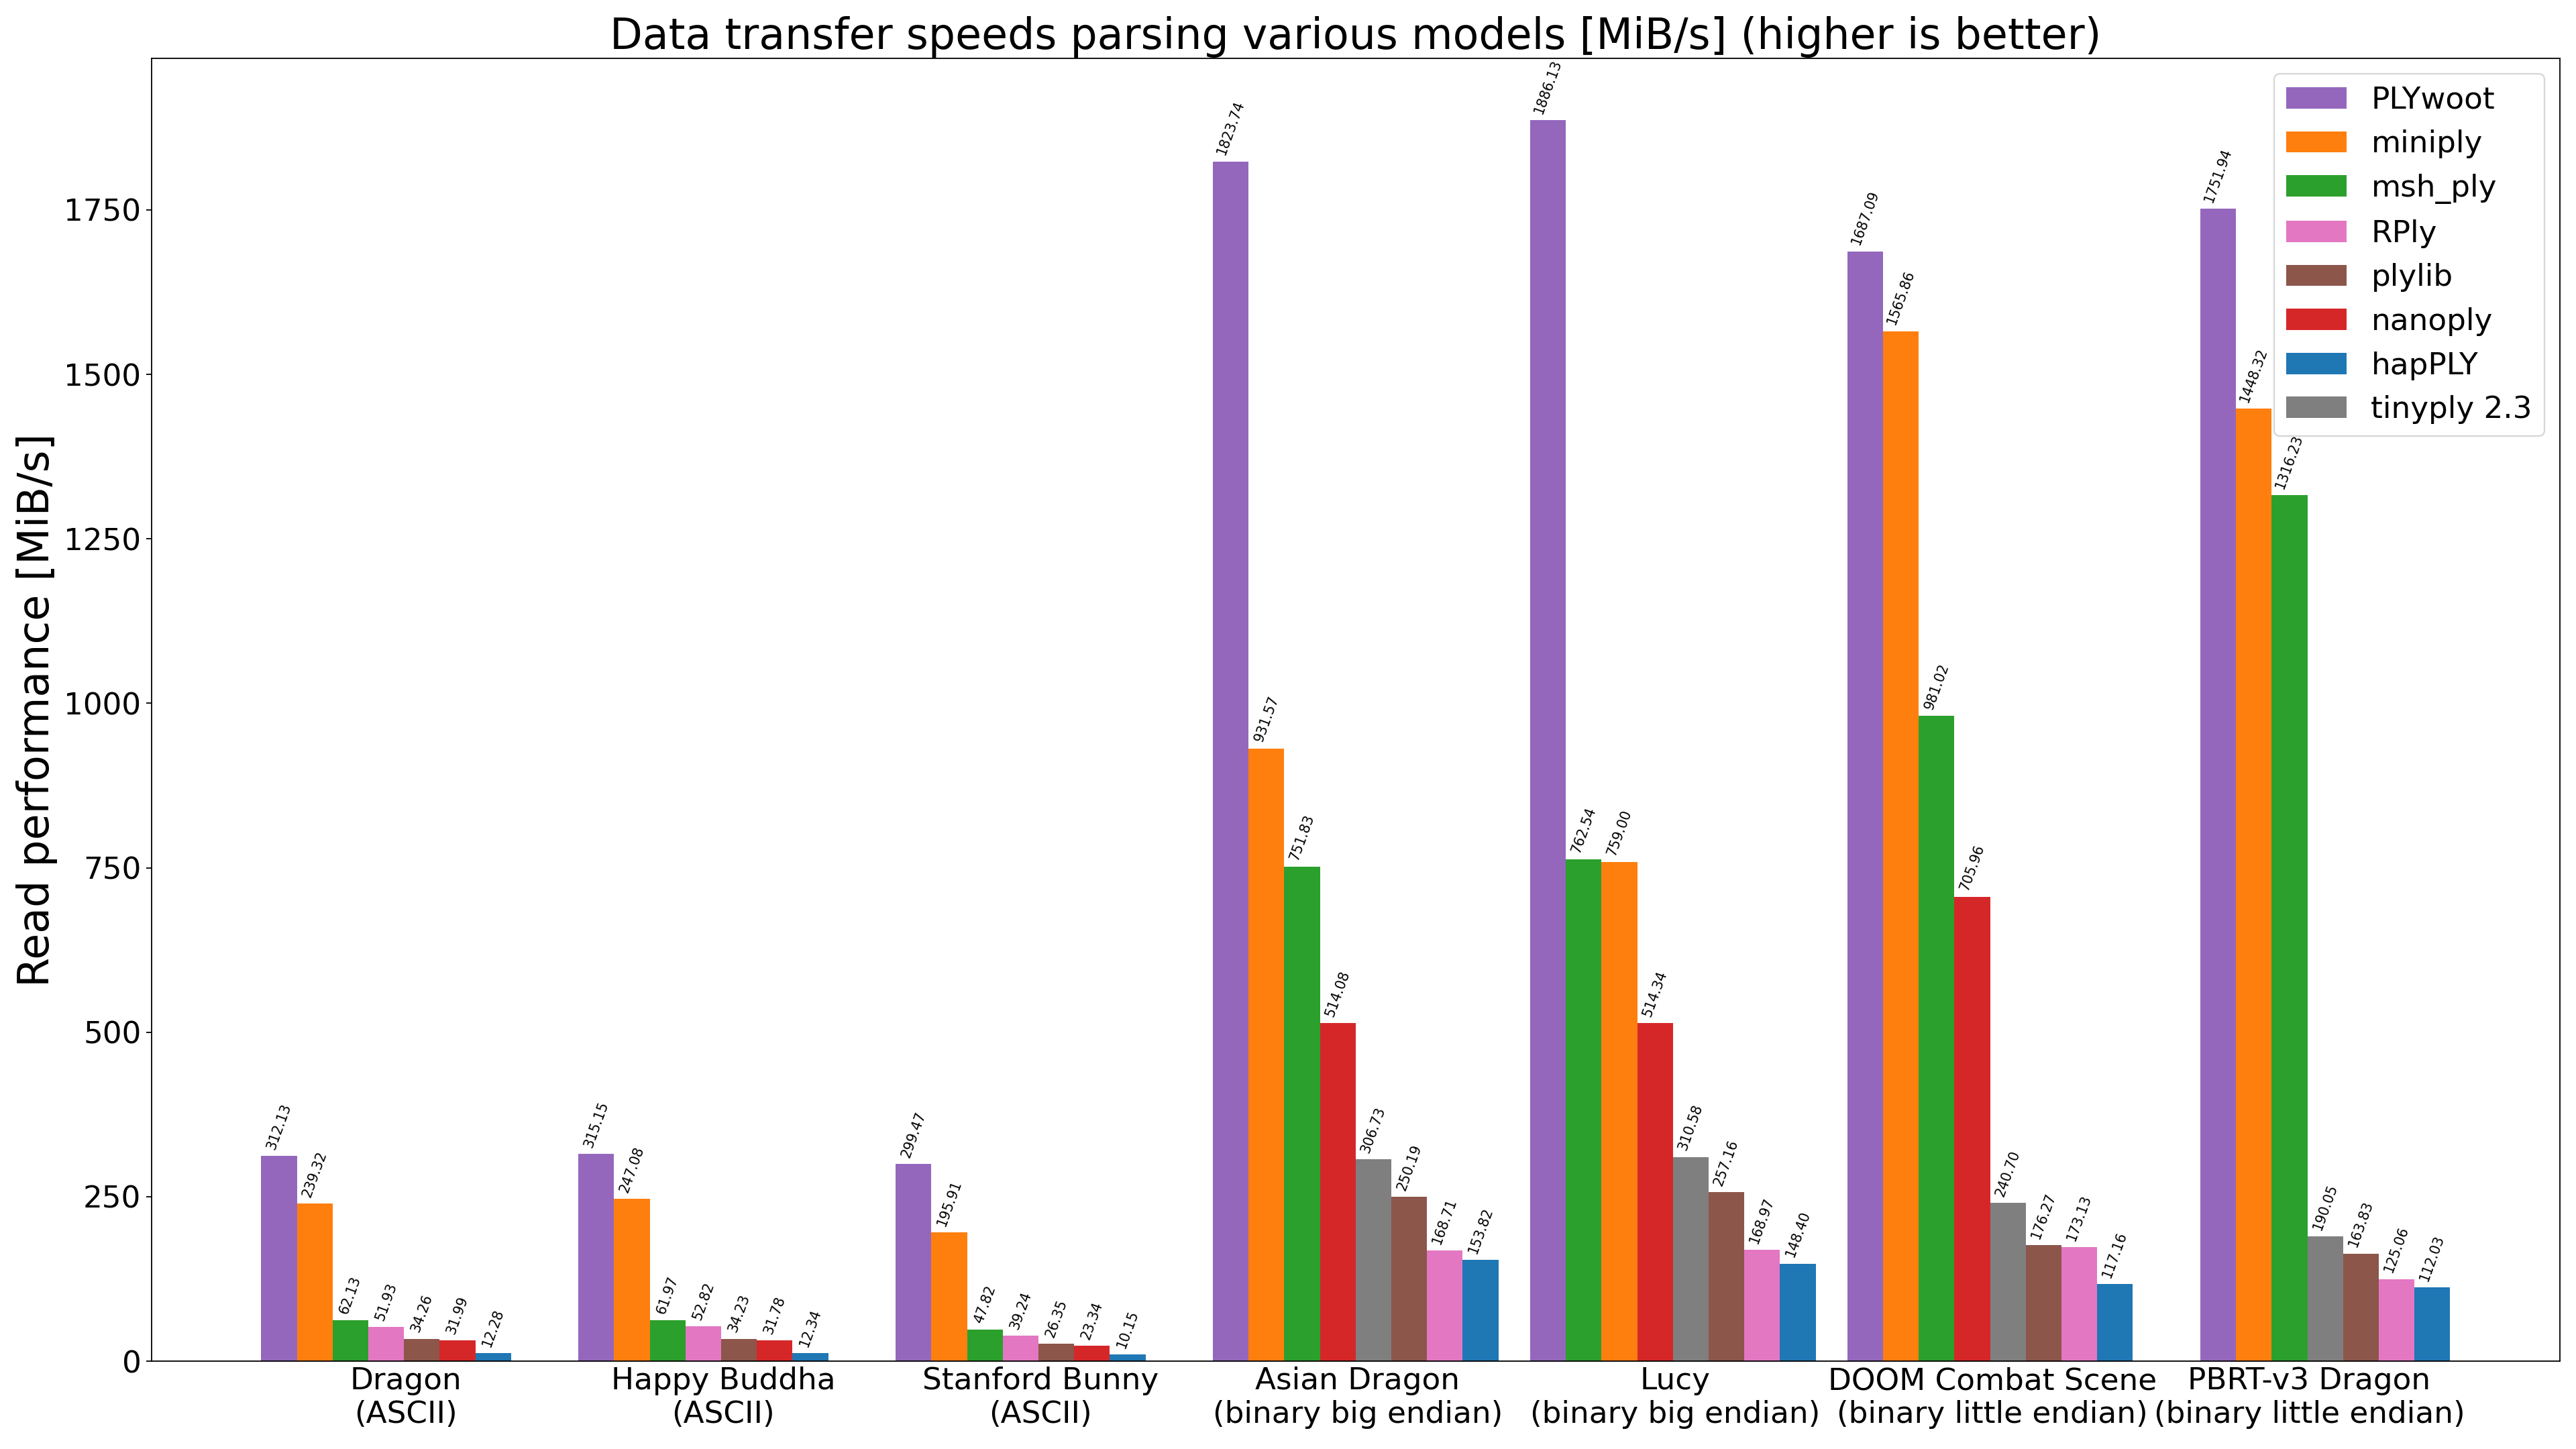 Data transfer speeds parsing various models [MiB/s] (higher is better)
Read performance [MiB/s]
1750
1500
1250
1000
750
500
250
0
PLYwoot
miniply
msh_ply
RPly
plylib
nanoply
hapPLY
tinyply 2.3
312.13
239.32
62.13
51.93
34.26
31.99
12.28
315.15
247.08
61.97
52.82
34.23
31.78
12.34
299.47
195.91
47.82
39.24
26.35
23.34
10.15
1823.74
931.57
751.83
514.08
306.73
250.19
168.71
153.82
1886.13
762.54
759.00
514.34
310.58
257.16
168.97
148.40
1687.09
1565.86
981.02
705.96
240.70
176.27
173.13
117.16
1751.94
1448.32
1316.23
190.05
163.83
125.06
112.03
Dragon
(ASCII)
Happy Buddha
(ASCII)
Stanford Bunny
(ASCII)
Asian Dragon
(binary big endian)
Lucy
(binary big endian)
DOOM Combat Scene
(binary little endian)
PBRT-v3 Dragon
(binary little endian)